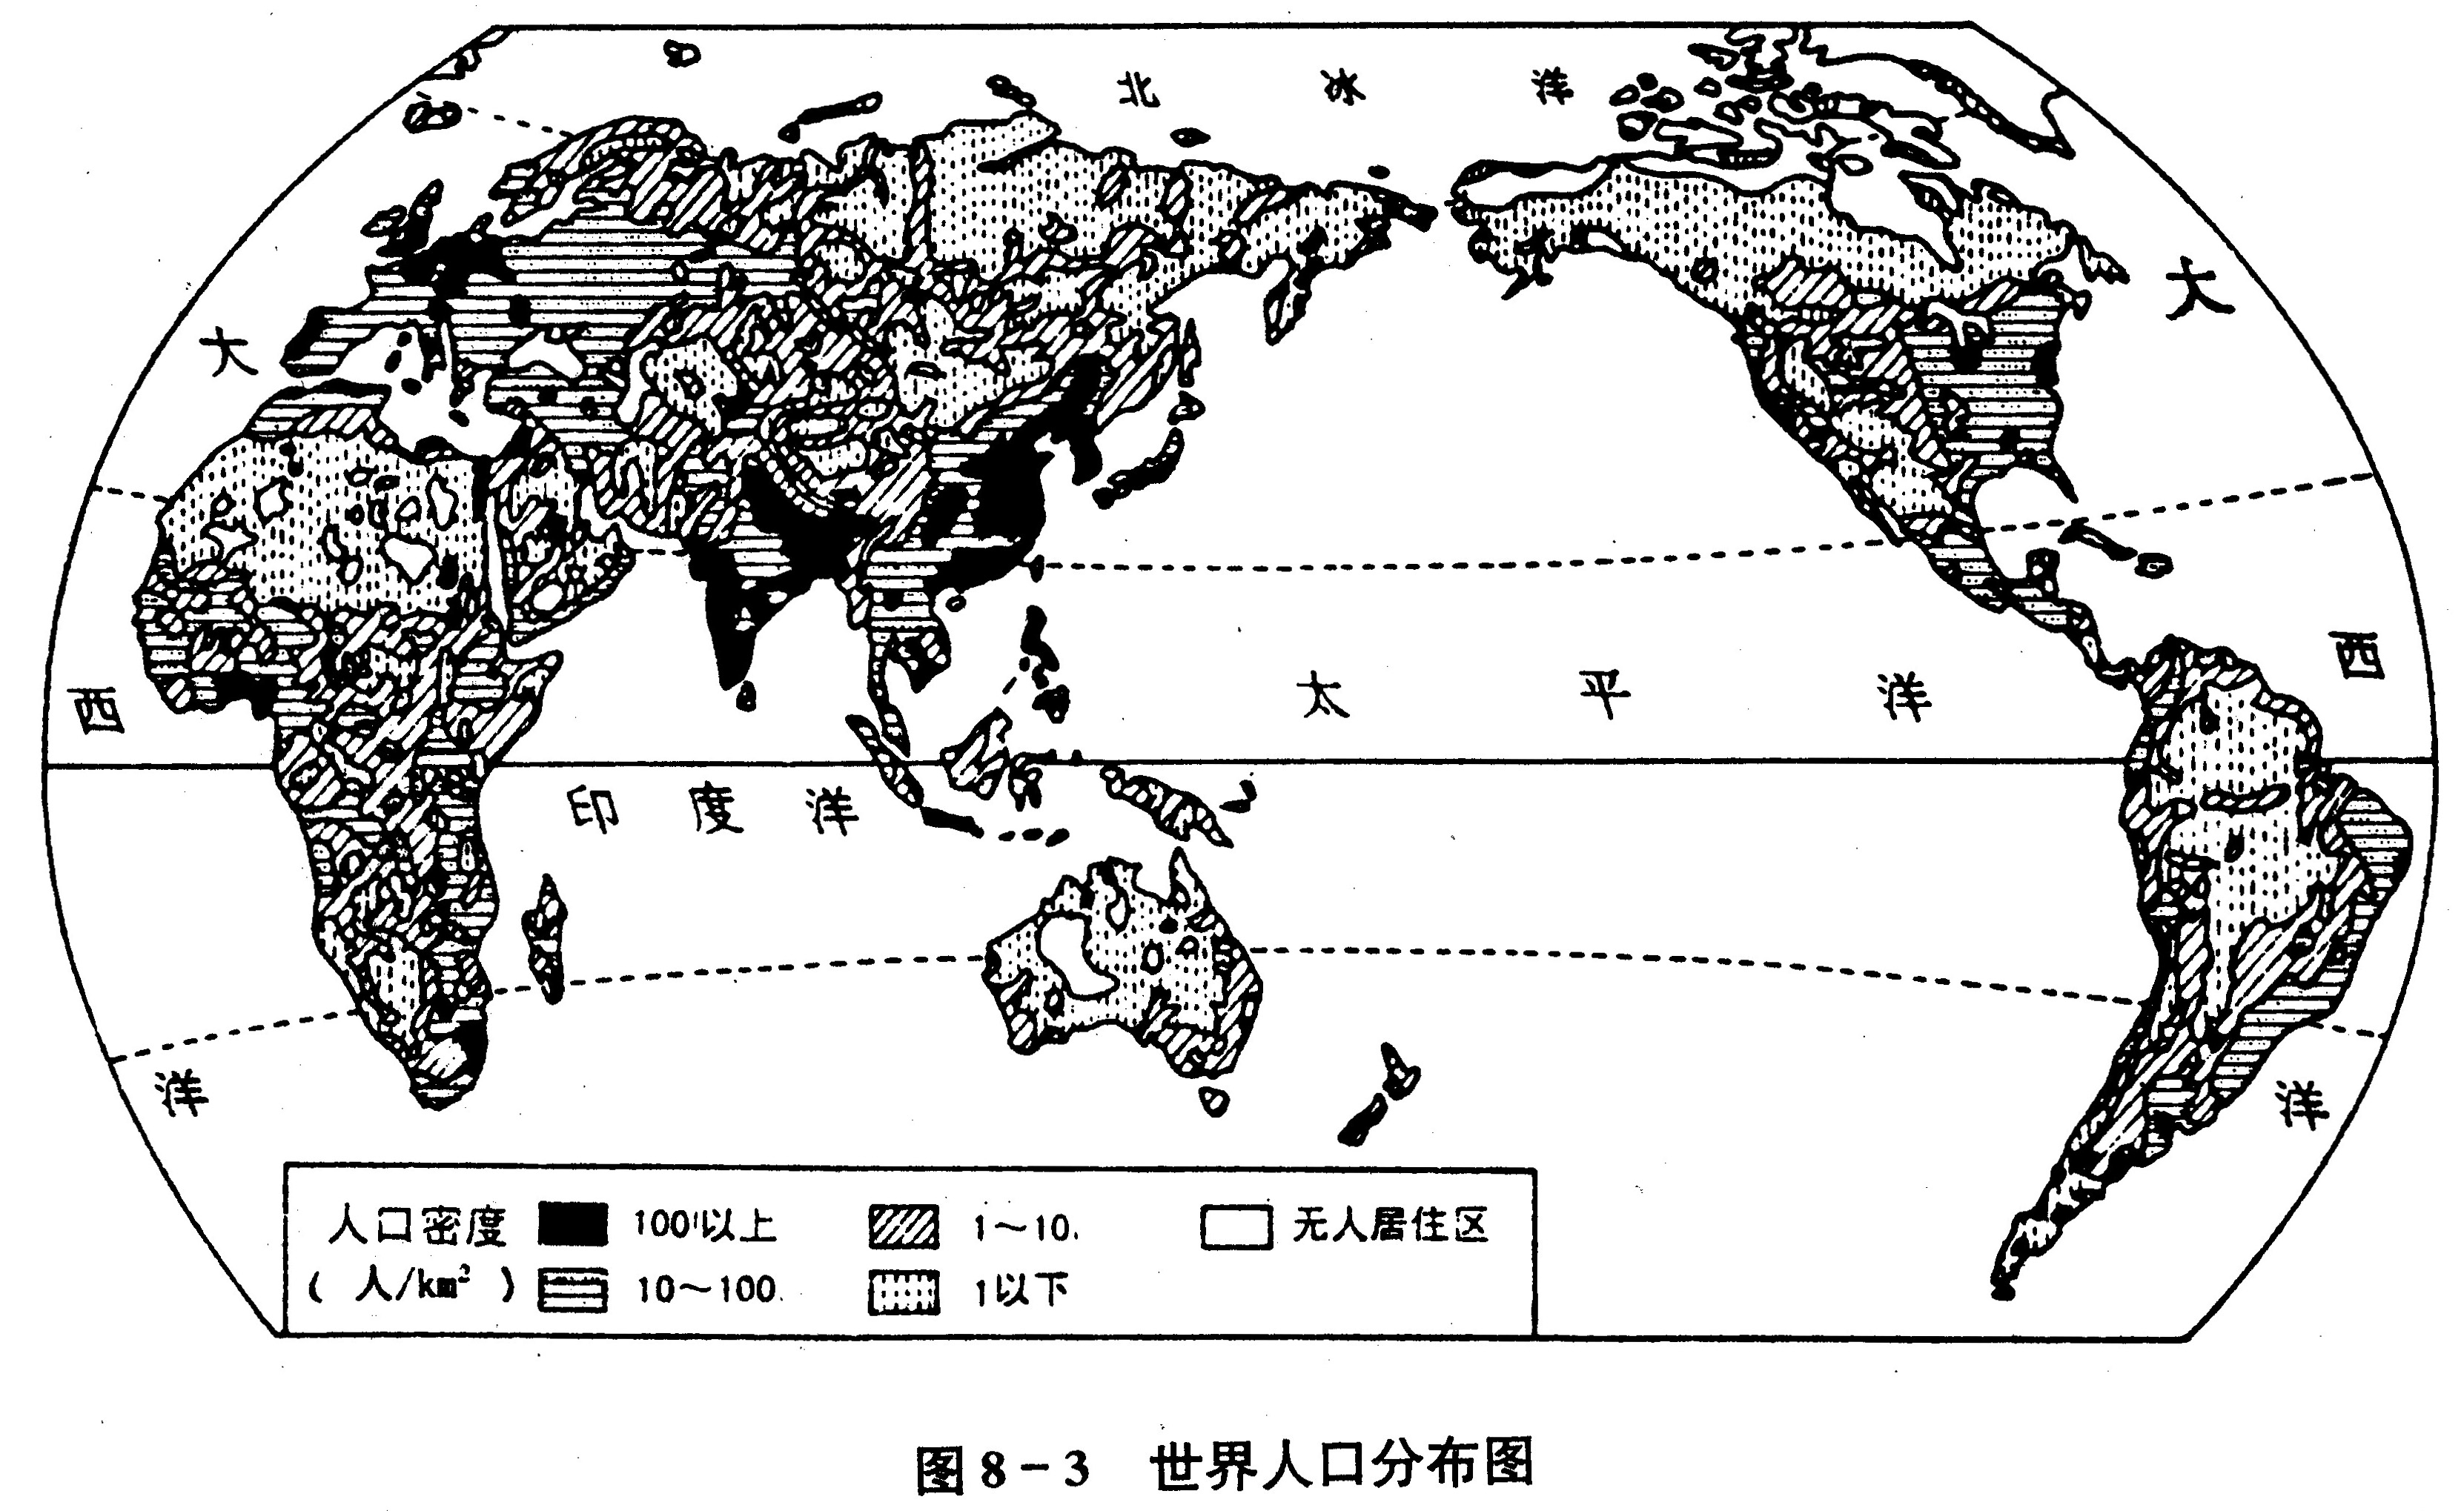 北冰洋
大
大
西
太平洋
西
印度洋
洋
洋
人口密度 100以上 1～10 无人居住区
(人/km²) 10～100 1以下
图8-3 世界人口分布图